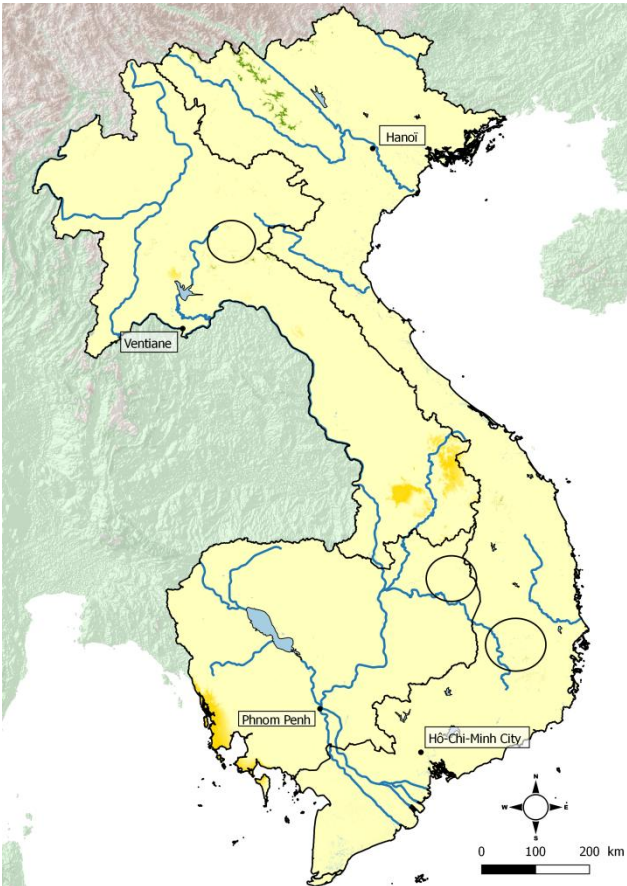 Hanoï
Ventiane
Phnom Penh
Hô-Chi-Minh City
N
W E
S
0 100 200 km